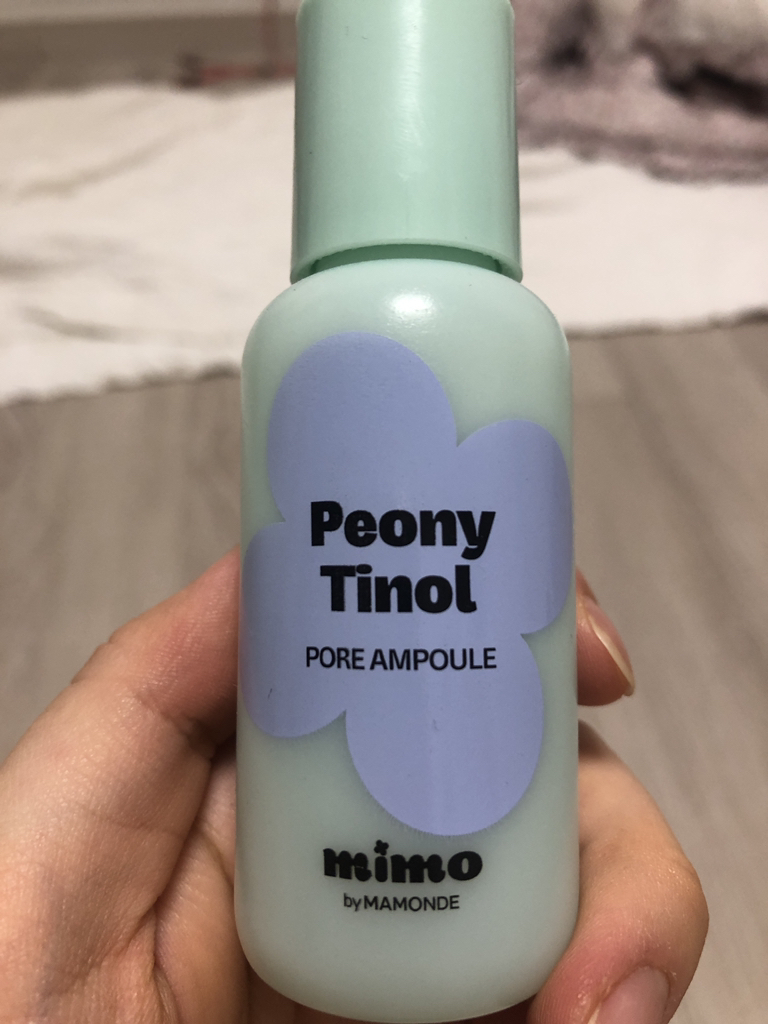 Peony
Tinol
PORE AMPOULE
mimo
by MAMONDE